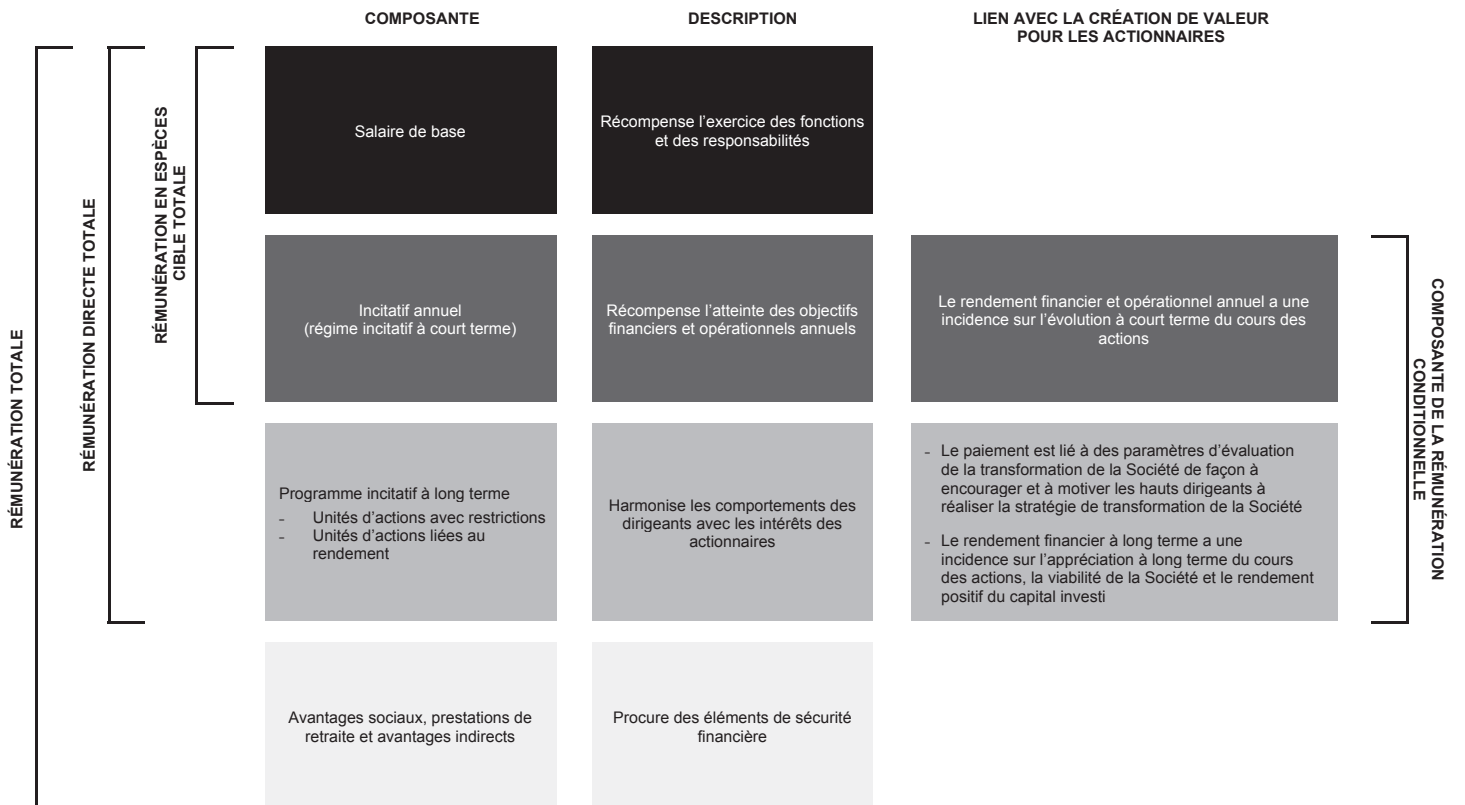 COMPOSANTE
DESCRIPTION
LIEN AVEC LA CRÉATION DE VALEUR
POUR LES ACTIONNAIRES
RÉMUNÉRATION TOTALE
RÉMUNÉRATION DIRECTE TOTALE
RÉMUNÉRATION EN ESPÈCES
CIBLE TOTALE
Salaire de base
Récompense l’exercice des fonctions
et des responsabilités
Incitatif annuel
(régime incitatif à court terme)
Récompense l’atteinte des objectifs
financiers et opérationnels annuels
Le rendement financier et opérationnel annuel a une
incidence sur l’évolution à court terme du cours des
actions
Programme incitatif à long terme
- Unités d’actions avec restrictions
- Unités d’actions liées au
rendement
Harmonise les comportements des
dirigeants avec les intérêts des
actionnaires
- Le paiement est lié à des paramètres d’évaluation
de la transformation de la Société de façon à
encourager et à motiver les hauts dirigeants à
réaliser la stratégie de transformation de la Société
- Le rendement financier à long terme a une
incidence sur l’appréciation à long terme du cours
des actions, la viabilité de la Société et le rendement
positif du capital investi
COMPOSANTE DE LA RÉMUNÉRATION
CONDITIONNELLE
Avantages sociaux, prestations de
retraite et avantages indirects
Procure des éléments de sécurité
financière